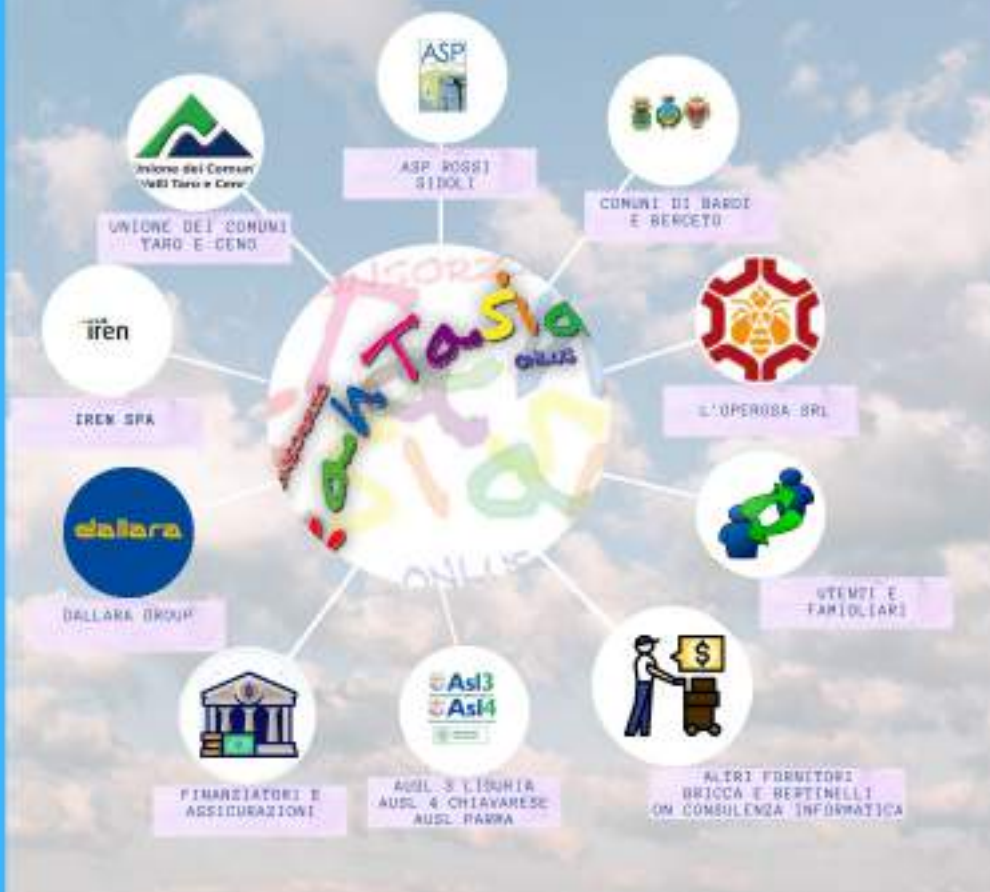 ASP
ASP ROSSI
SIDOLI
Unione dei Comuni
Valli Taro e Ceno
UNIONE DEI COMUNI
TARO E CENO
COMUNI DI BARDI
E BERCETO
iren
IREN SPA
L'OPEROSA SRL
FanTasia
ONLUS
ONLUS
dallara
DALLARA GROUP
UTENTI E
FAMIGLIARI
$
Asl3
Asl4
FINANZIATORI E
ASSICURAZIONI
AUSL 3 LIGURIA
AUSL 4 CHIAVARESE
AUSL PARMA
ALTRI FORNITORI
BRICCA E BERTINELLI
ON CONSULENZA INFORMATICA